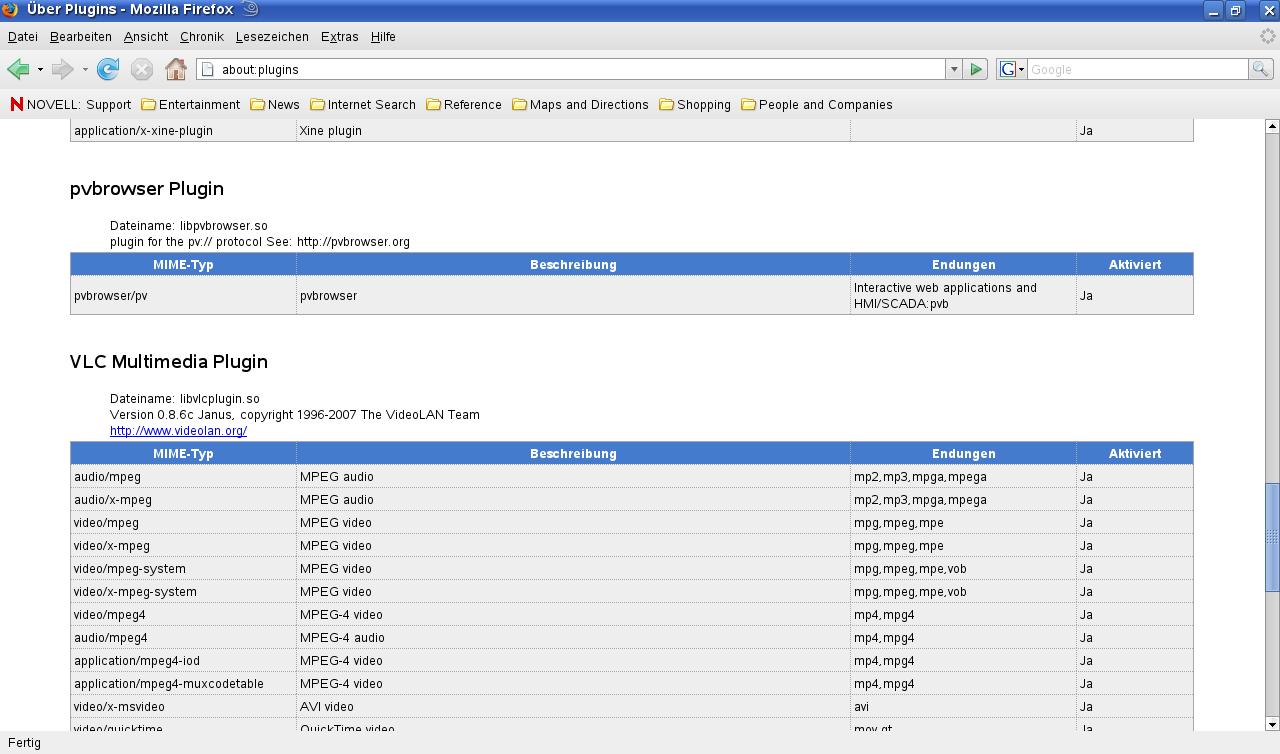 Über Plugins - Mozilla Firefox
Datei Bearbeiten Ansicht Chronik Lesezeichen Extras Hilfe
about:plugins G Google
N NOVELL: Support Entertainment News Internet Search Reference Maps and Directions Shopping People and Companies
application/x-xine-plugin Xine plugin Ja
pvbrowser Plugin
Dateiname: libpvbrowser.so
plugin for the pv:// protocol See: http://pvbrowser.org
MIME-Typ Beschreibung Endungen Aktiviert
pvbrowser/pv pvbrowser Interactive web applications and HMI/SCADA:pvb Ja
VLC Multimedia Plugin
Dateiname: libvlcplugin.so
Version 0.8.6c Janus, copyright 1996-2007 The VideoLAN Team
http://www.videolan.org/
MIME-Typ Beschreibung Endungen Aktiviert
audio/mpeg MPEG audio mp2,mp3,mpga,mpega Ja
audio/x-mpeg MPEG audio mp2,mp3,mpga,mpega Ja
video/mpeg MPEG video mpg,mpeg,mpe Ja
video/x-mpeg MPEG video mpg,mpeg,mpe Ja
video/mpeg-system MPEG video mpg,mpeg,mpe,vob Ja
video/x-mpeg-system MPEG video mpg,mpeg,mpe,vob Ja
video/mpeg4 MPEG-4 video mp4,mpg4 Ja
audio/mpeg4 MPEG-4 audio mp4,mpg4 Ja
application/mpeg4-iod MPEG-4 video mp4,mpg4 Ja
application/mpeg4-muxcodetable MPEG-4 video mp4,mpg4 Ja
video/x-msvideo AVI video avi Ja
video/quicktime QuickTime video mov,qt Ja
Fertig